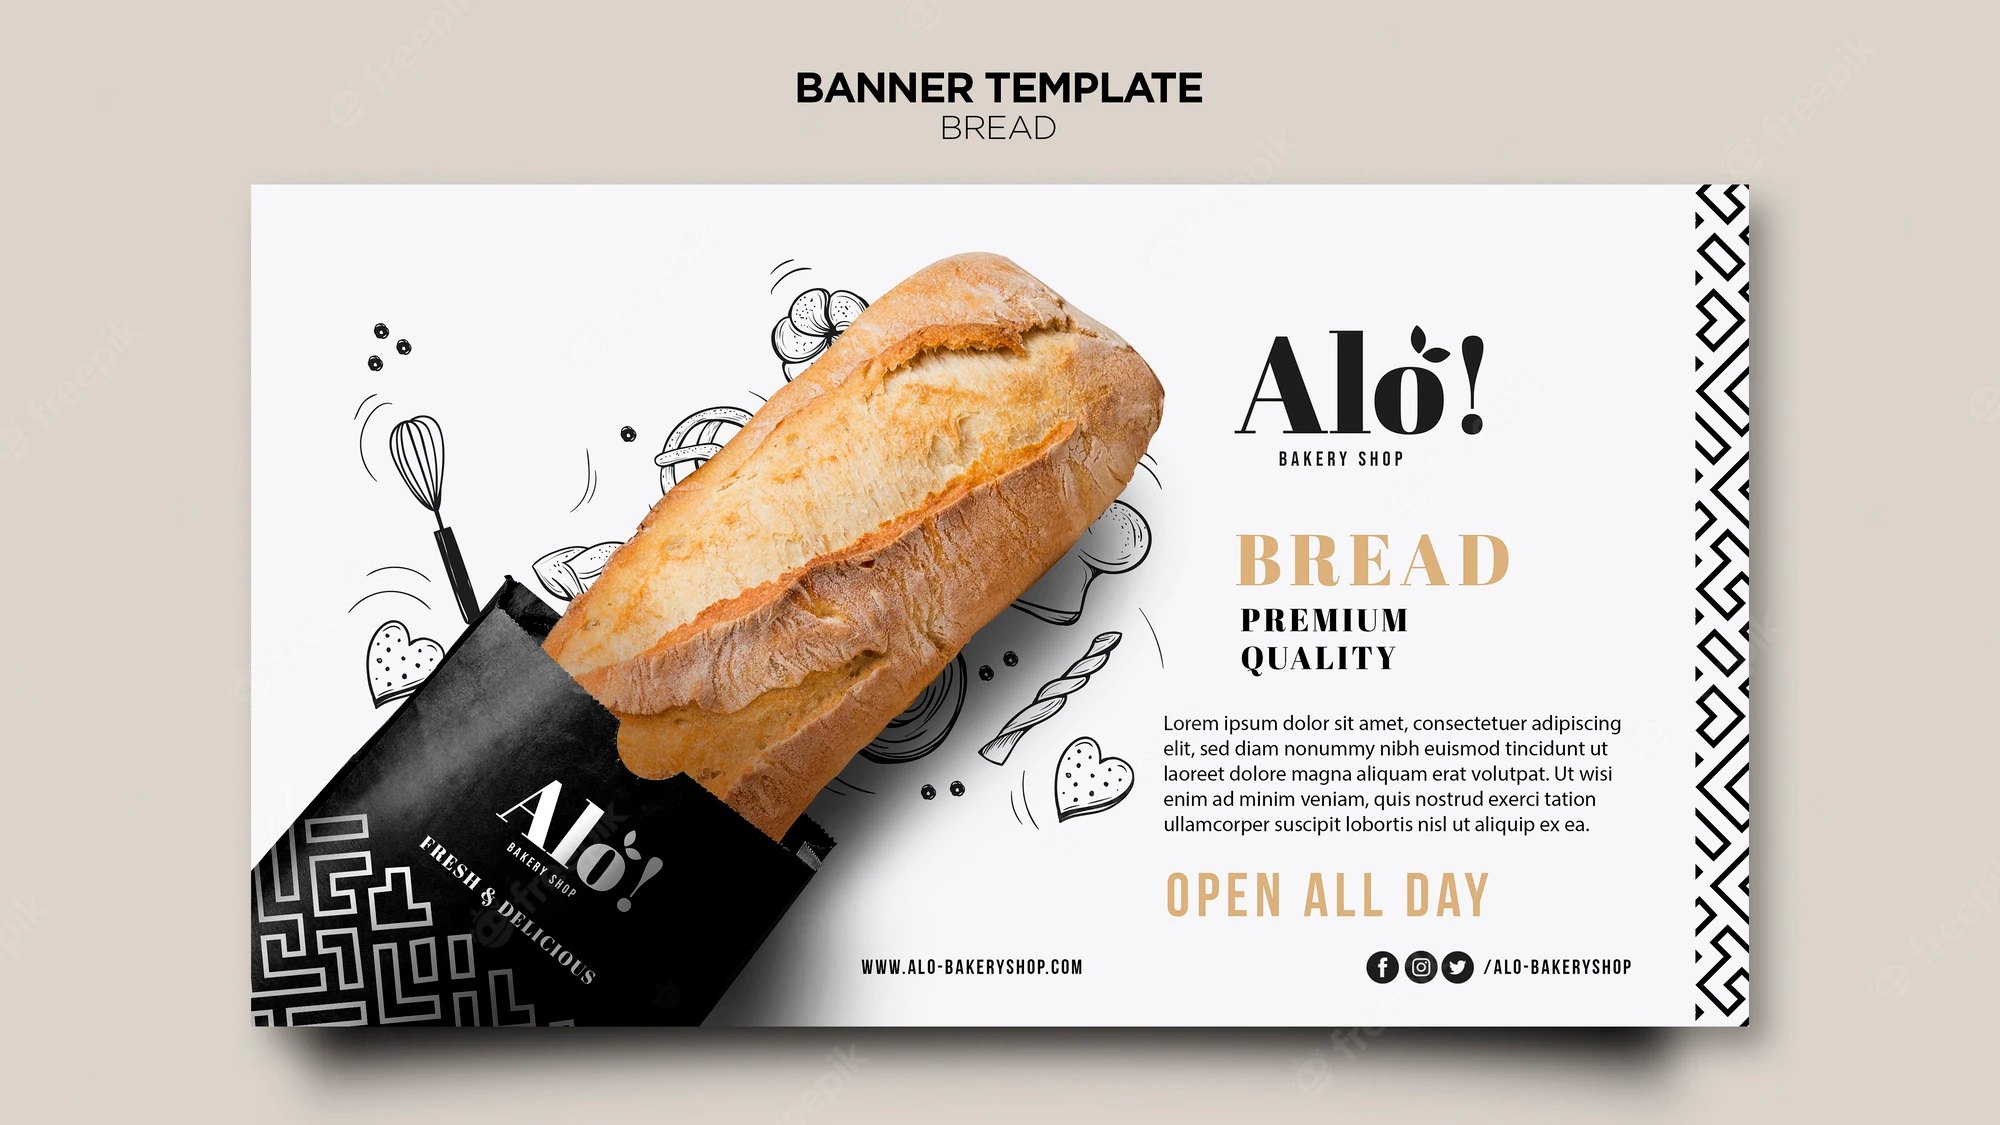 BANNER TEMPLATE
BREAD
Alo!
BAKERY SHOP
BREAD
PREMIUM
QUALITY
Lorem ipsum dolor sit amet, consectetuer adipiscing
elit, sed diam nonummy nibh euismod tincidunt ut
laoreet dolore magna aliquam erat volutpat. Ut wisi
enim ad minim veniam, quis nostrud exerci tation
ullamcorper suscipit lobortis nisl ut aliquip ex ea.
OPEN ALL DAY
WWW.ALO-BAKERYSHOP.COM
/ALO-BAKERYSHOP
Alo!
BAKERY SHOP
FRESH & DELICIOUS
freepik